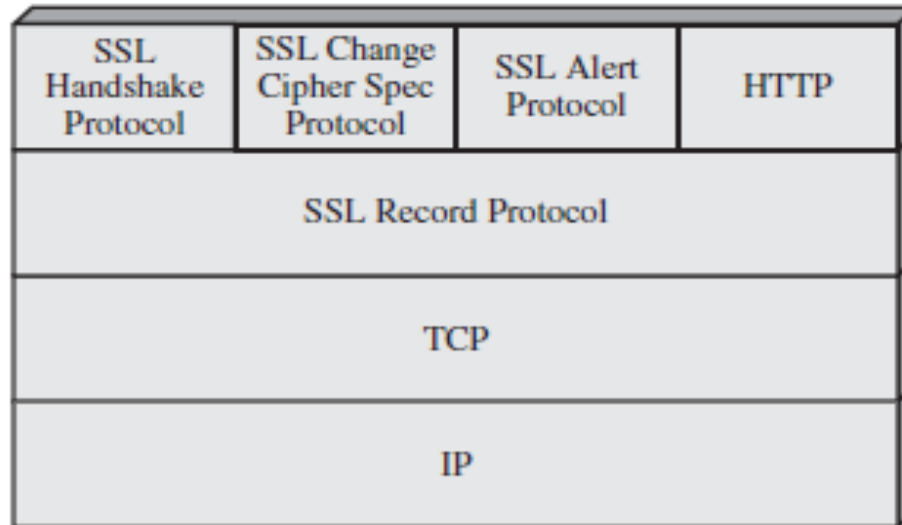 SSL
Handshake
Protocol
SSL Change
Cipher Spec
Protocol
SSL Alert
Protocol
HTTP
SSL Record Protocol
TCP
IP